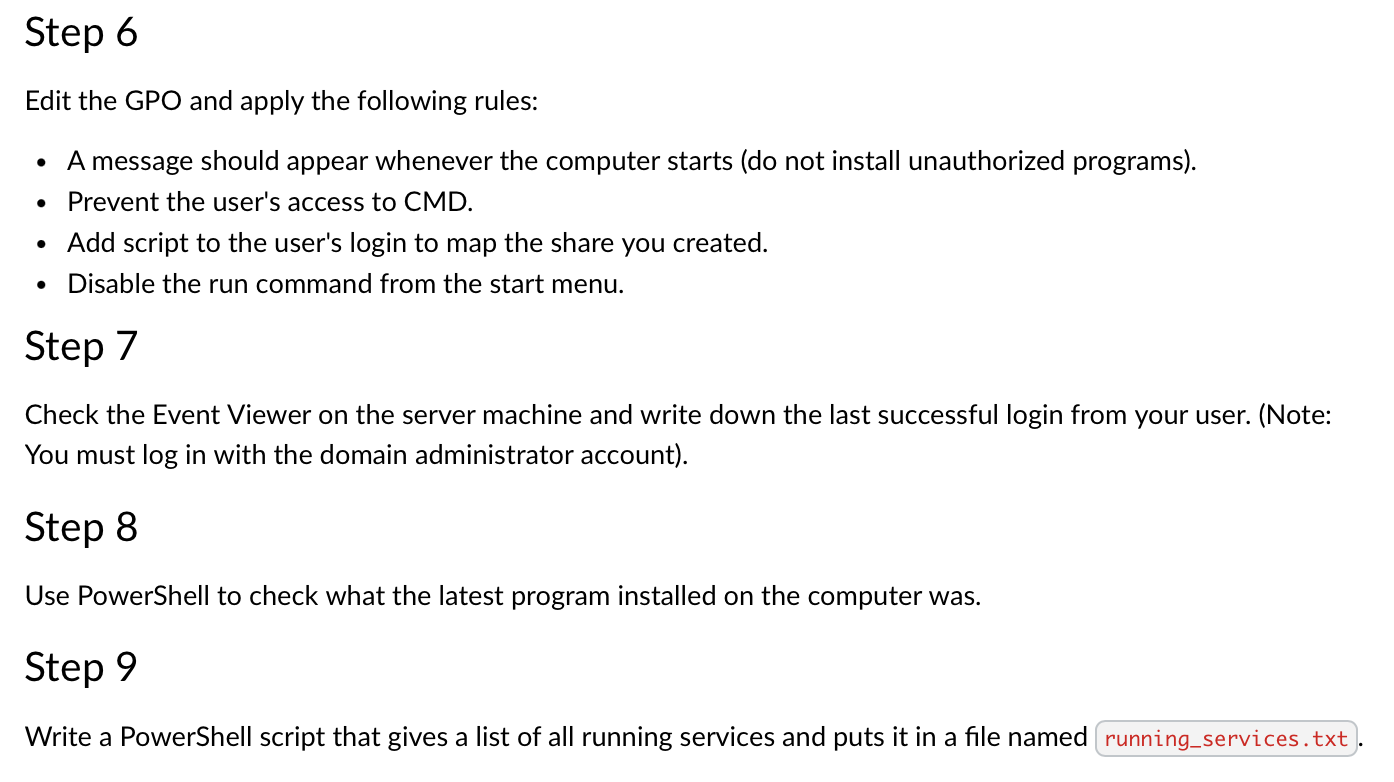 Step 6
Edit the GPO and apply the following rules:
• A message should appear whenever the computer starts (do not install unauthorized programs).
• Prevent the user's access to CMD.
• Add script to the user's login to map the share you created.
• Disable the run command from the start menu.
Step 7
Check the Event Viewer on the server machine and write down the last successful login from your user. (Note:
You must log in with the domain administrator account).
Step 8
Use PowerShell to check what the latest program installed on the computer was.
Step 9
Write a PowerShell script that gives a list of all running services and puts it in a file named running_services.txt.